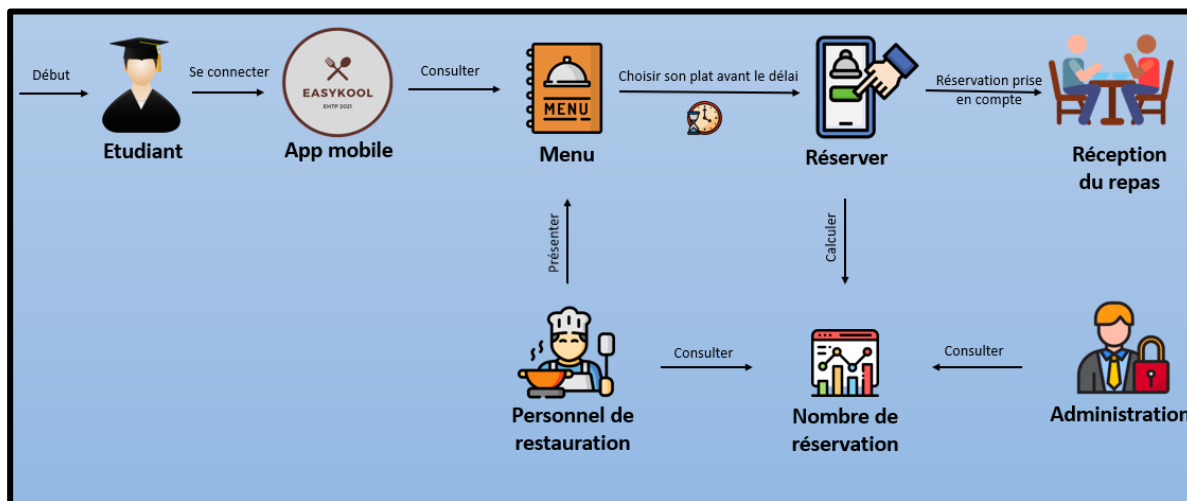 Début
Se connecter
EASYKOOL
EHTP 2021
Consulter
MENU
Choisir son plat avant le délai
Réservation prise
en compte
Etudiant
App mobile
Menu
Réserver
Réception
du repas
Présenter
Calculer
Consulter
Consulter
Personnel de
restauration
Nombre de
réservation
Administration